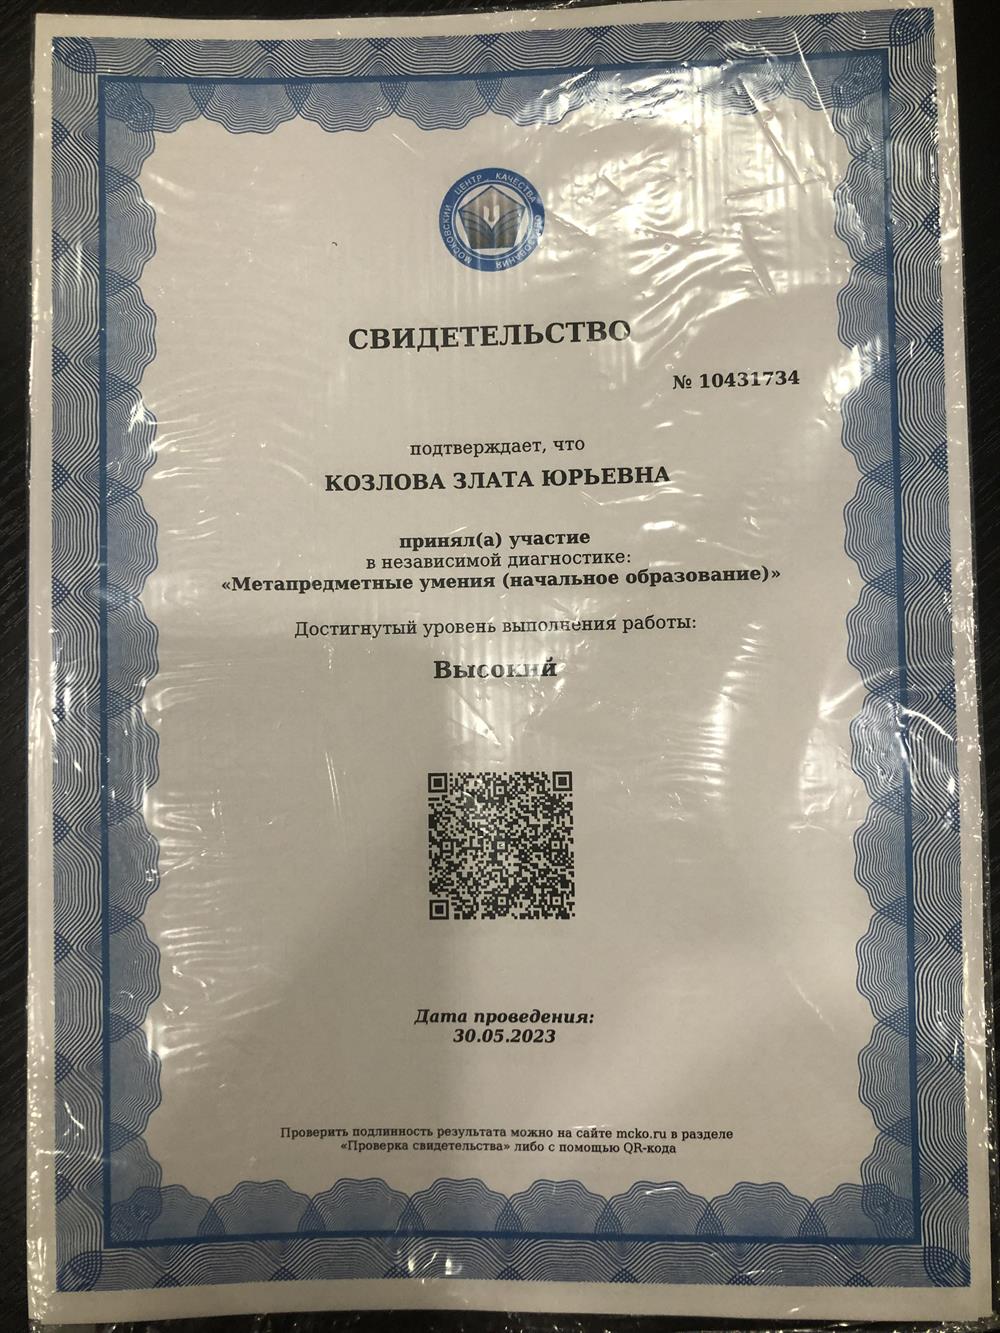 МОСКОВСКИЙ ЦЕНТР КАЧЕСТВА ОБРАЗОВАНИЯ
СВИДЕТЕЛЬСТВО
№ 10431734
подтверждает, что
КОЗЛОВА ЗЛАТА ЮРЬЕВНА
принял(а) участие
в независимой диагностике:
«Метапредметные умения (начальное образование)»
Достигнутый уровень выполнения работы:
Высокий
Дата проведения:
30.05.2023
Проверить подлинность результата можно на сайте mcko.ru в разделе
«Проверка свидетельства» либо с помощью QR-кода